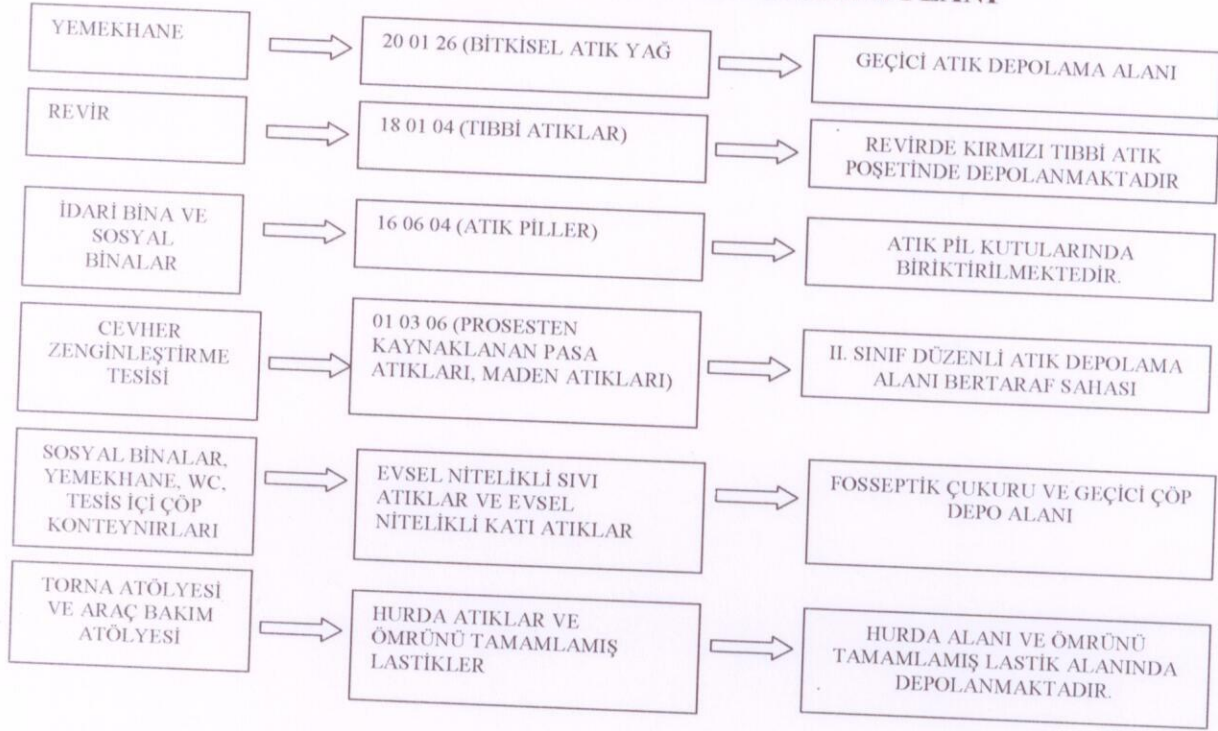 YEMEKHANE
20 01 26 (BİTKİSEL ATIK YAĞ
GEÇİCİ ATIK DEPOLAMA ALANI
REVİR
18 01 04 (TIBBİ ATIKLAR)
REVİRDE KIRMIZI TIBBİ ATIK
POŞETİNDE DEPOLANMAKTADIR
İDARİ BİNA VE
SOSYAL
BİNALAR
16 06 04 (ATIK PİLLER)
ATIK PİL KUTULARINDA
BİRİKTİRİLMEKTEDİR.
CEVHER
ZENGİNLEŞTİRME
TESİSİ
01 03 06 (PROSESTEN
KAYNAKLANAN PASA
ATIKLARI, MADEN ATIKLARI)
II. SINIF DÜZENLİ ATIK DEPOLAMA
ALANI BERTARAF SAHASI
SOSYAL BİNALAR,
YEMEKHANE, WC,
TESİS İÇİ ÇÖP
KONTEYNIRLARI
EVSEL NİTELİKLİ SIVI
ATIKLAR VE EVSEL
NİTELİKLİ KATI ATIKLAR
FOSSEPTİK ÇUKURU VE GEÇİCİ ÇÖP
DEPO ALANI
TORNA ATÖLYESİ
VE ARAÇ BAKIM
ATÖLYESİ
HURDA ATIKLAR VE
ÖMRÜNÜ TAMAMLAMIŞ
LASTİKLER
HURDA ALANI VE ÖMRÜNÜ
TAMAMLAMIŞ LASTİK ALANINDA
DEPOLANMAKTADIR.